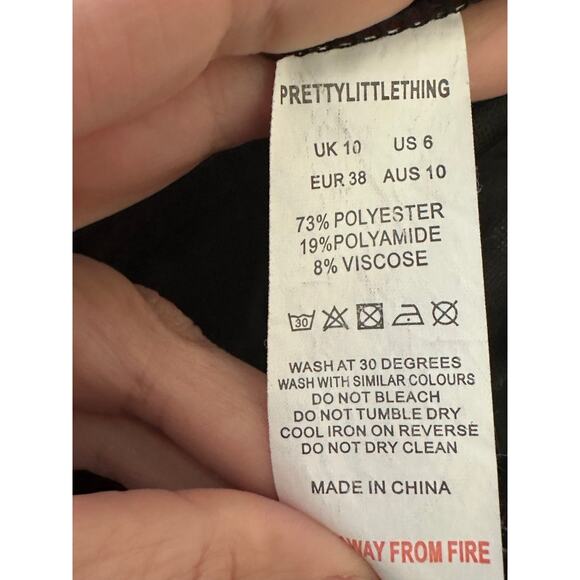 PRETTYLITTLETHING
UK 10 US 6
EUR 38 AUS 10
73% POLYESTER
19%POLYAMIDE
8% VISCOSE
30
WASH AT 30 DEGREES
WASH WITH SIMILAR COLOURS
DO NOT BLEACH
DO NOT TUMBLE DRY
COOL IRON ON REVERSE
DO NOT DRY CLEAN
MADE IN CHINA
FROM FIRE